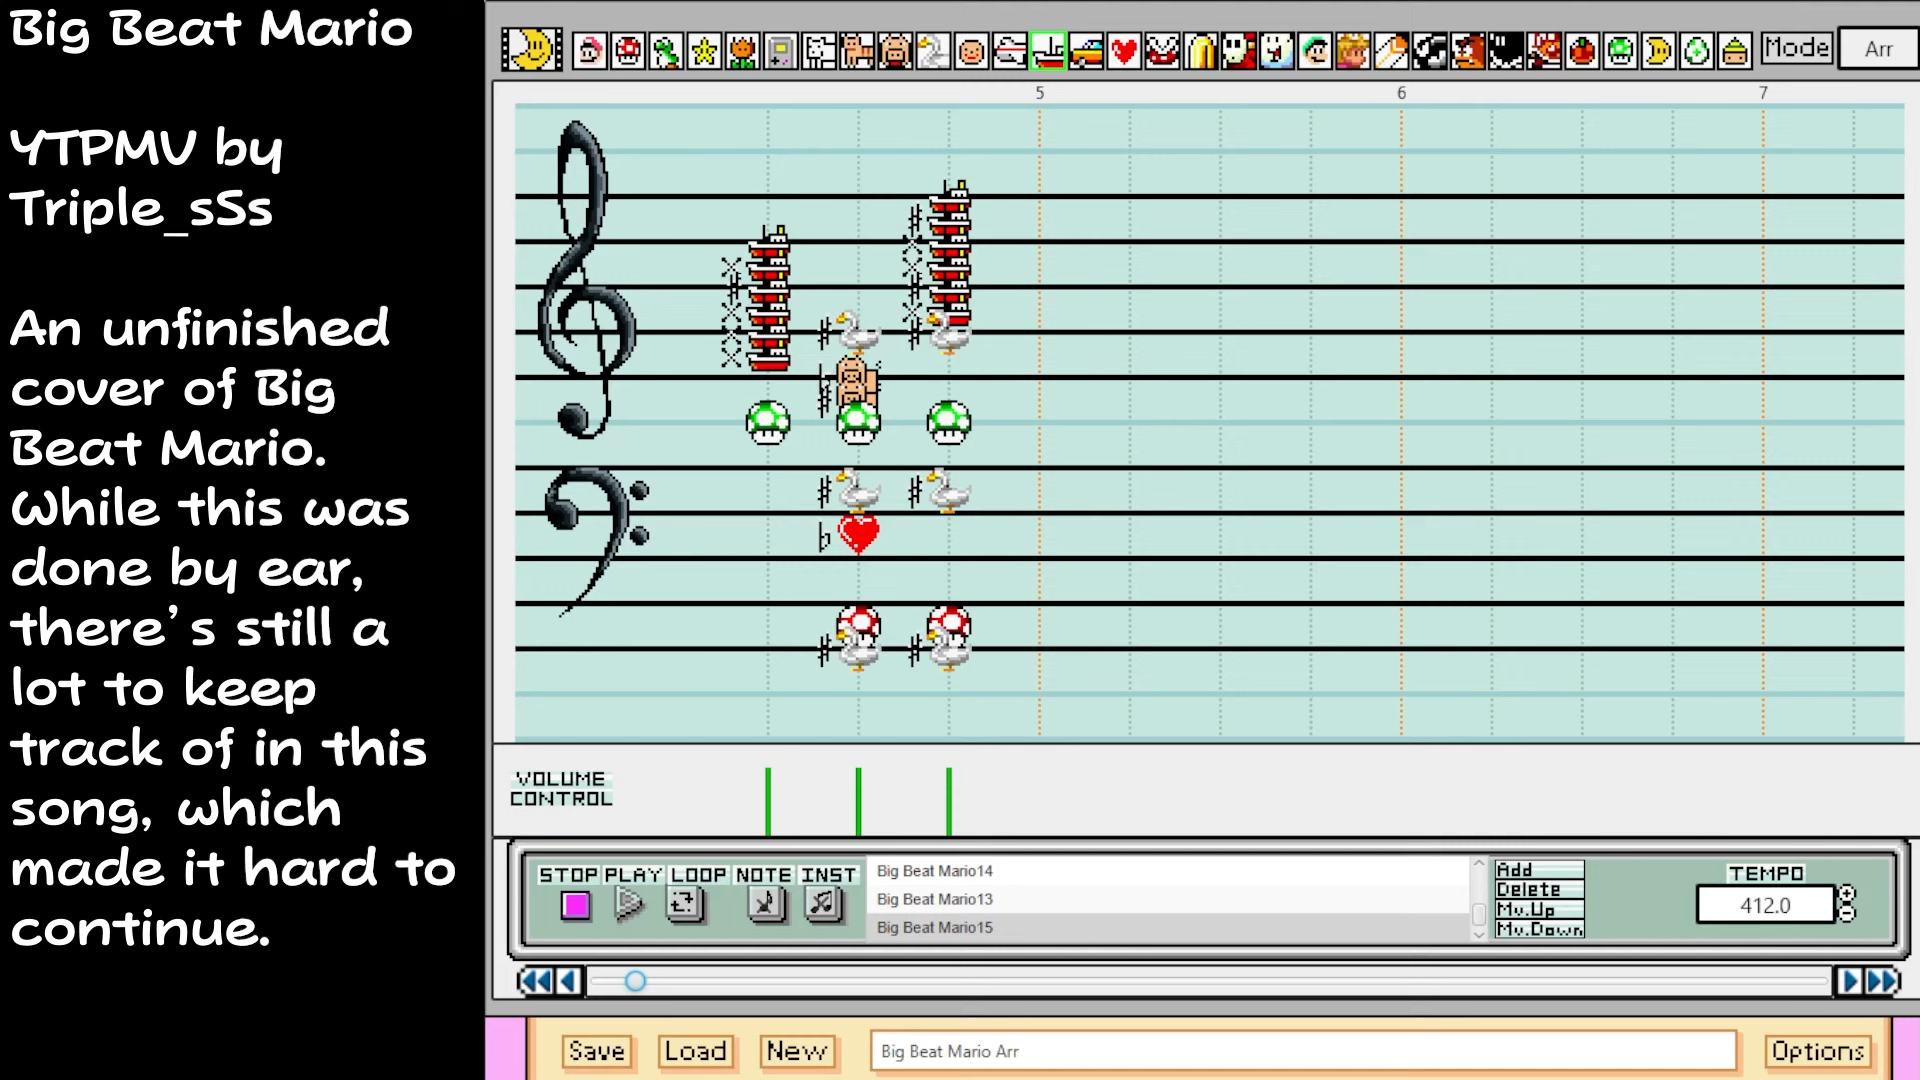 Big Beat Mario
YTPMV by
Triple_sSs
An unfinished
cover of Big
Beat Mario.
While this was
done by ear,
there's still a
lot to keep
track of in this
song, which
made it hard to
continue.
Mode
Arr
5 6 7
VOLUME
CONTROL
STOP PLAY LOOP NOTE INST
Big Beat Mario14
Big Beat Mario13
Big Beat Mario15
Add
Delete
Mv.Up
Mv.Down
TEMPO
412.0
Save
Load
New
Big Beat Mario Arr
Options